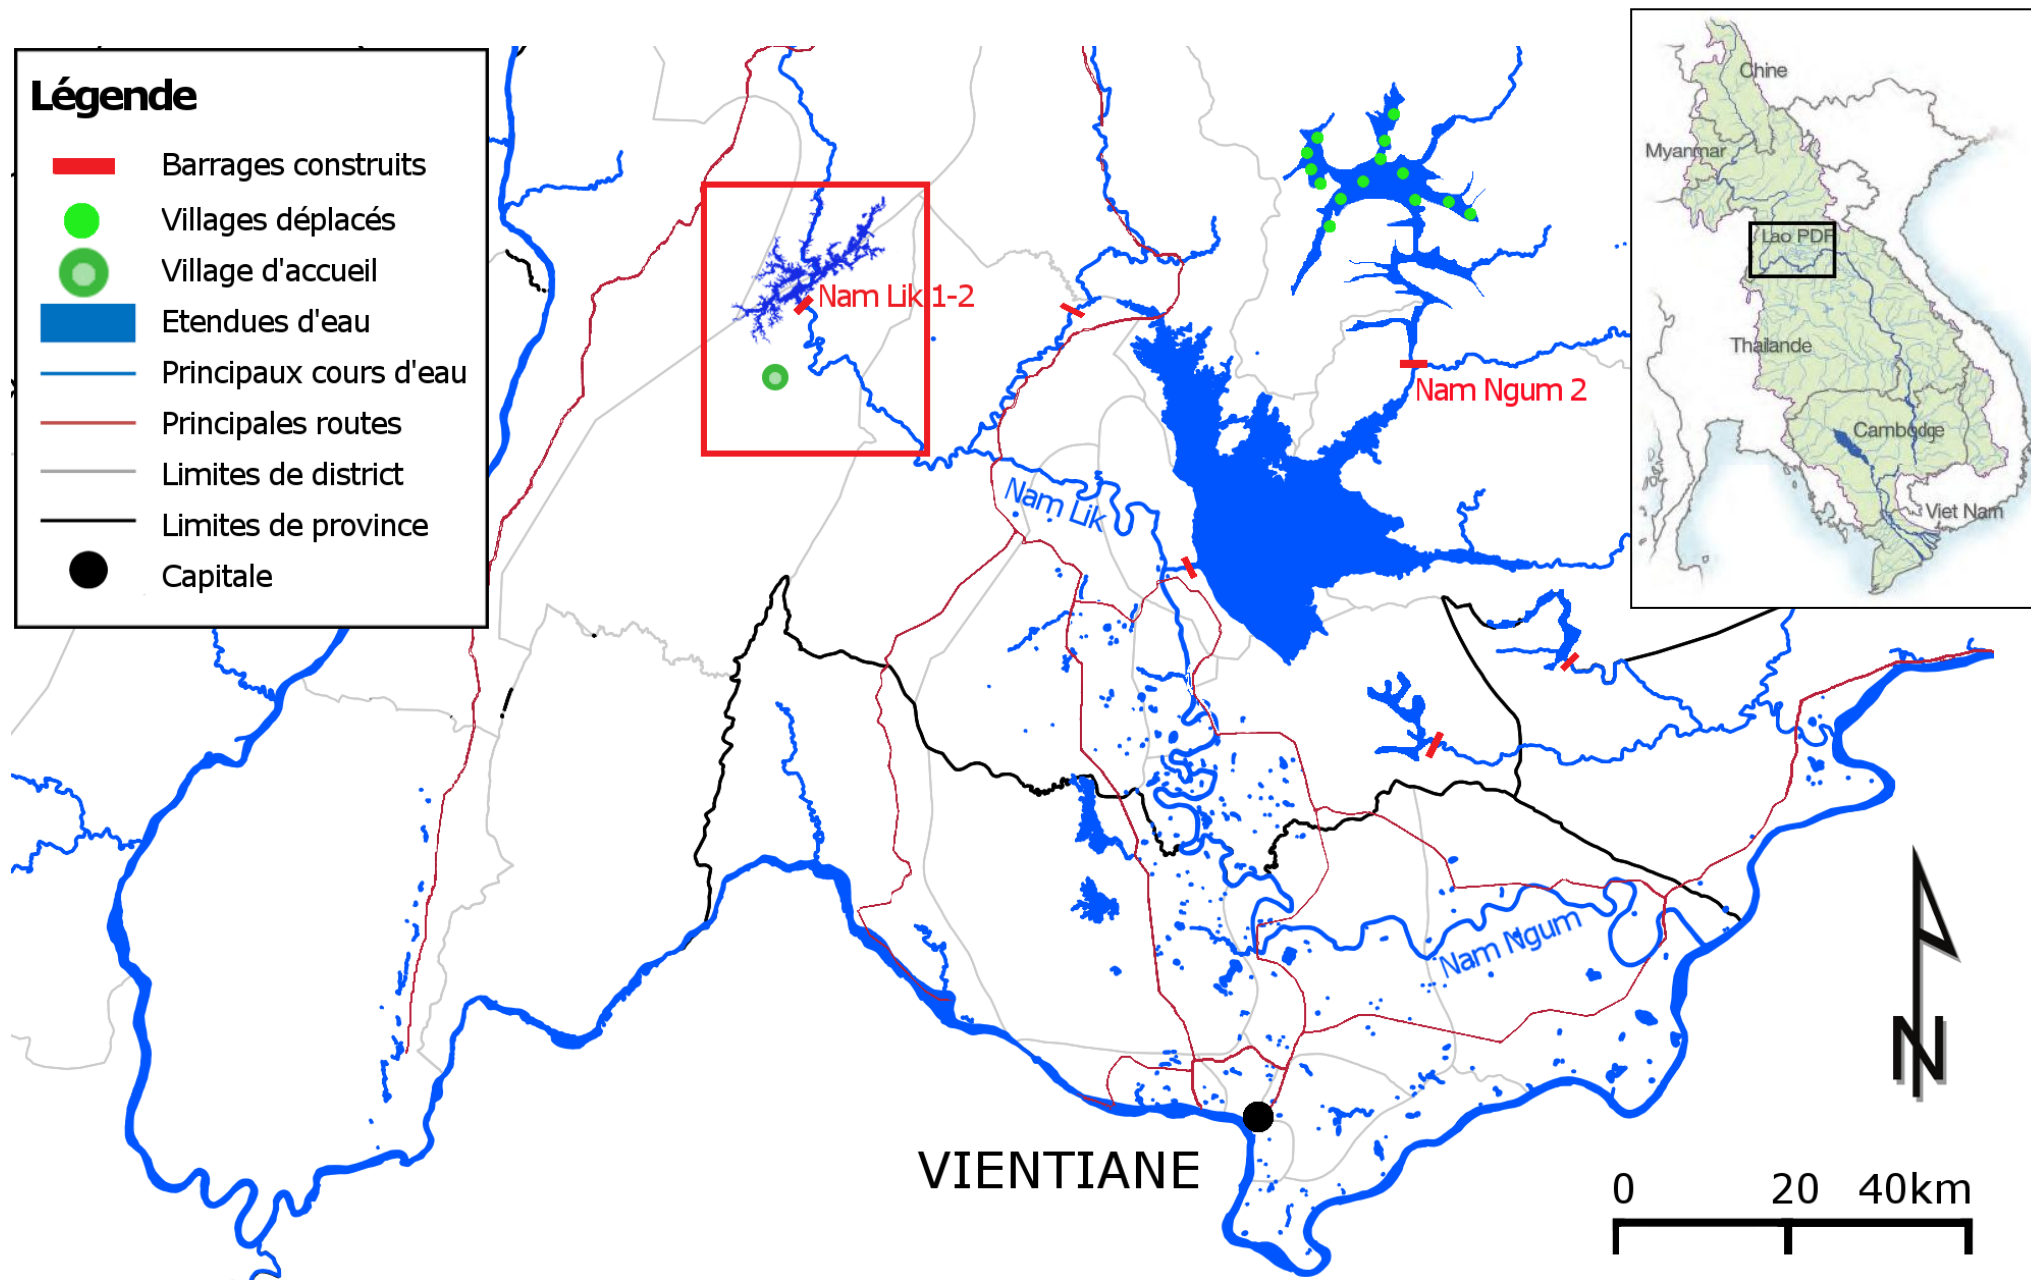 Légende
Barrages construits
Villages déplacés
Village d'accueil
Etendues d'eau
Principaux cours d'eau
Principales routes
Limites de district
Limites de province
Capitale
Nam Lik 1-2
Nam Ngum 2
Nam Lik
Nam Ngum
VIENTIANE
Chine
Myanmar
Lao PDR
Thaïlande
Cambodge
Viet Nam
N
0 20 40km